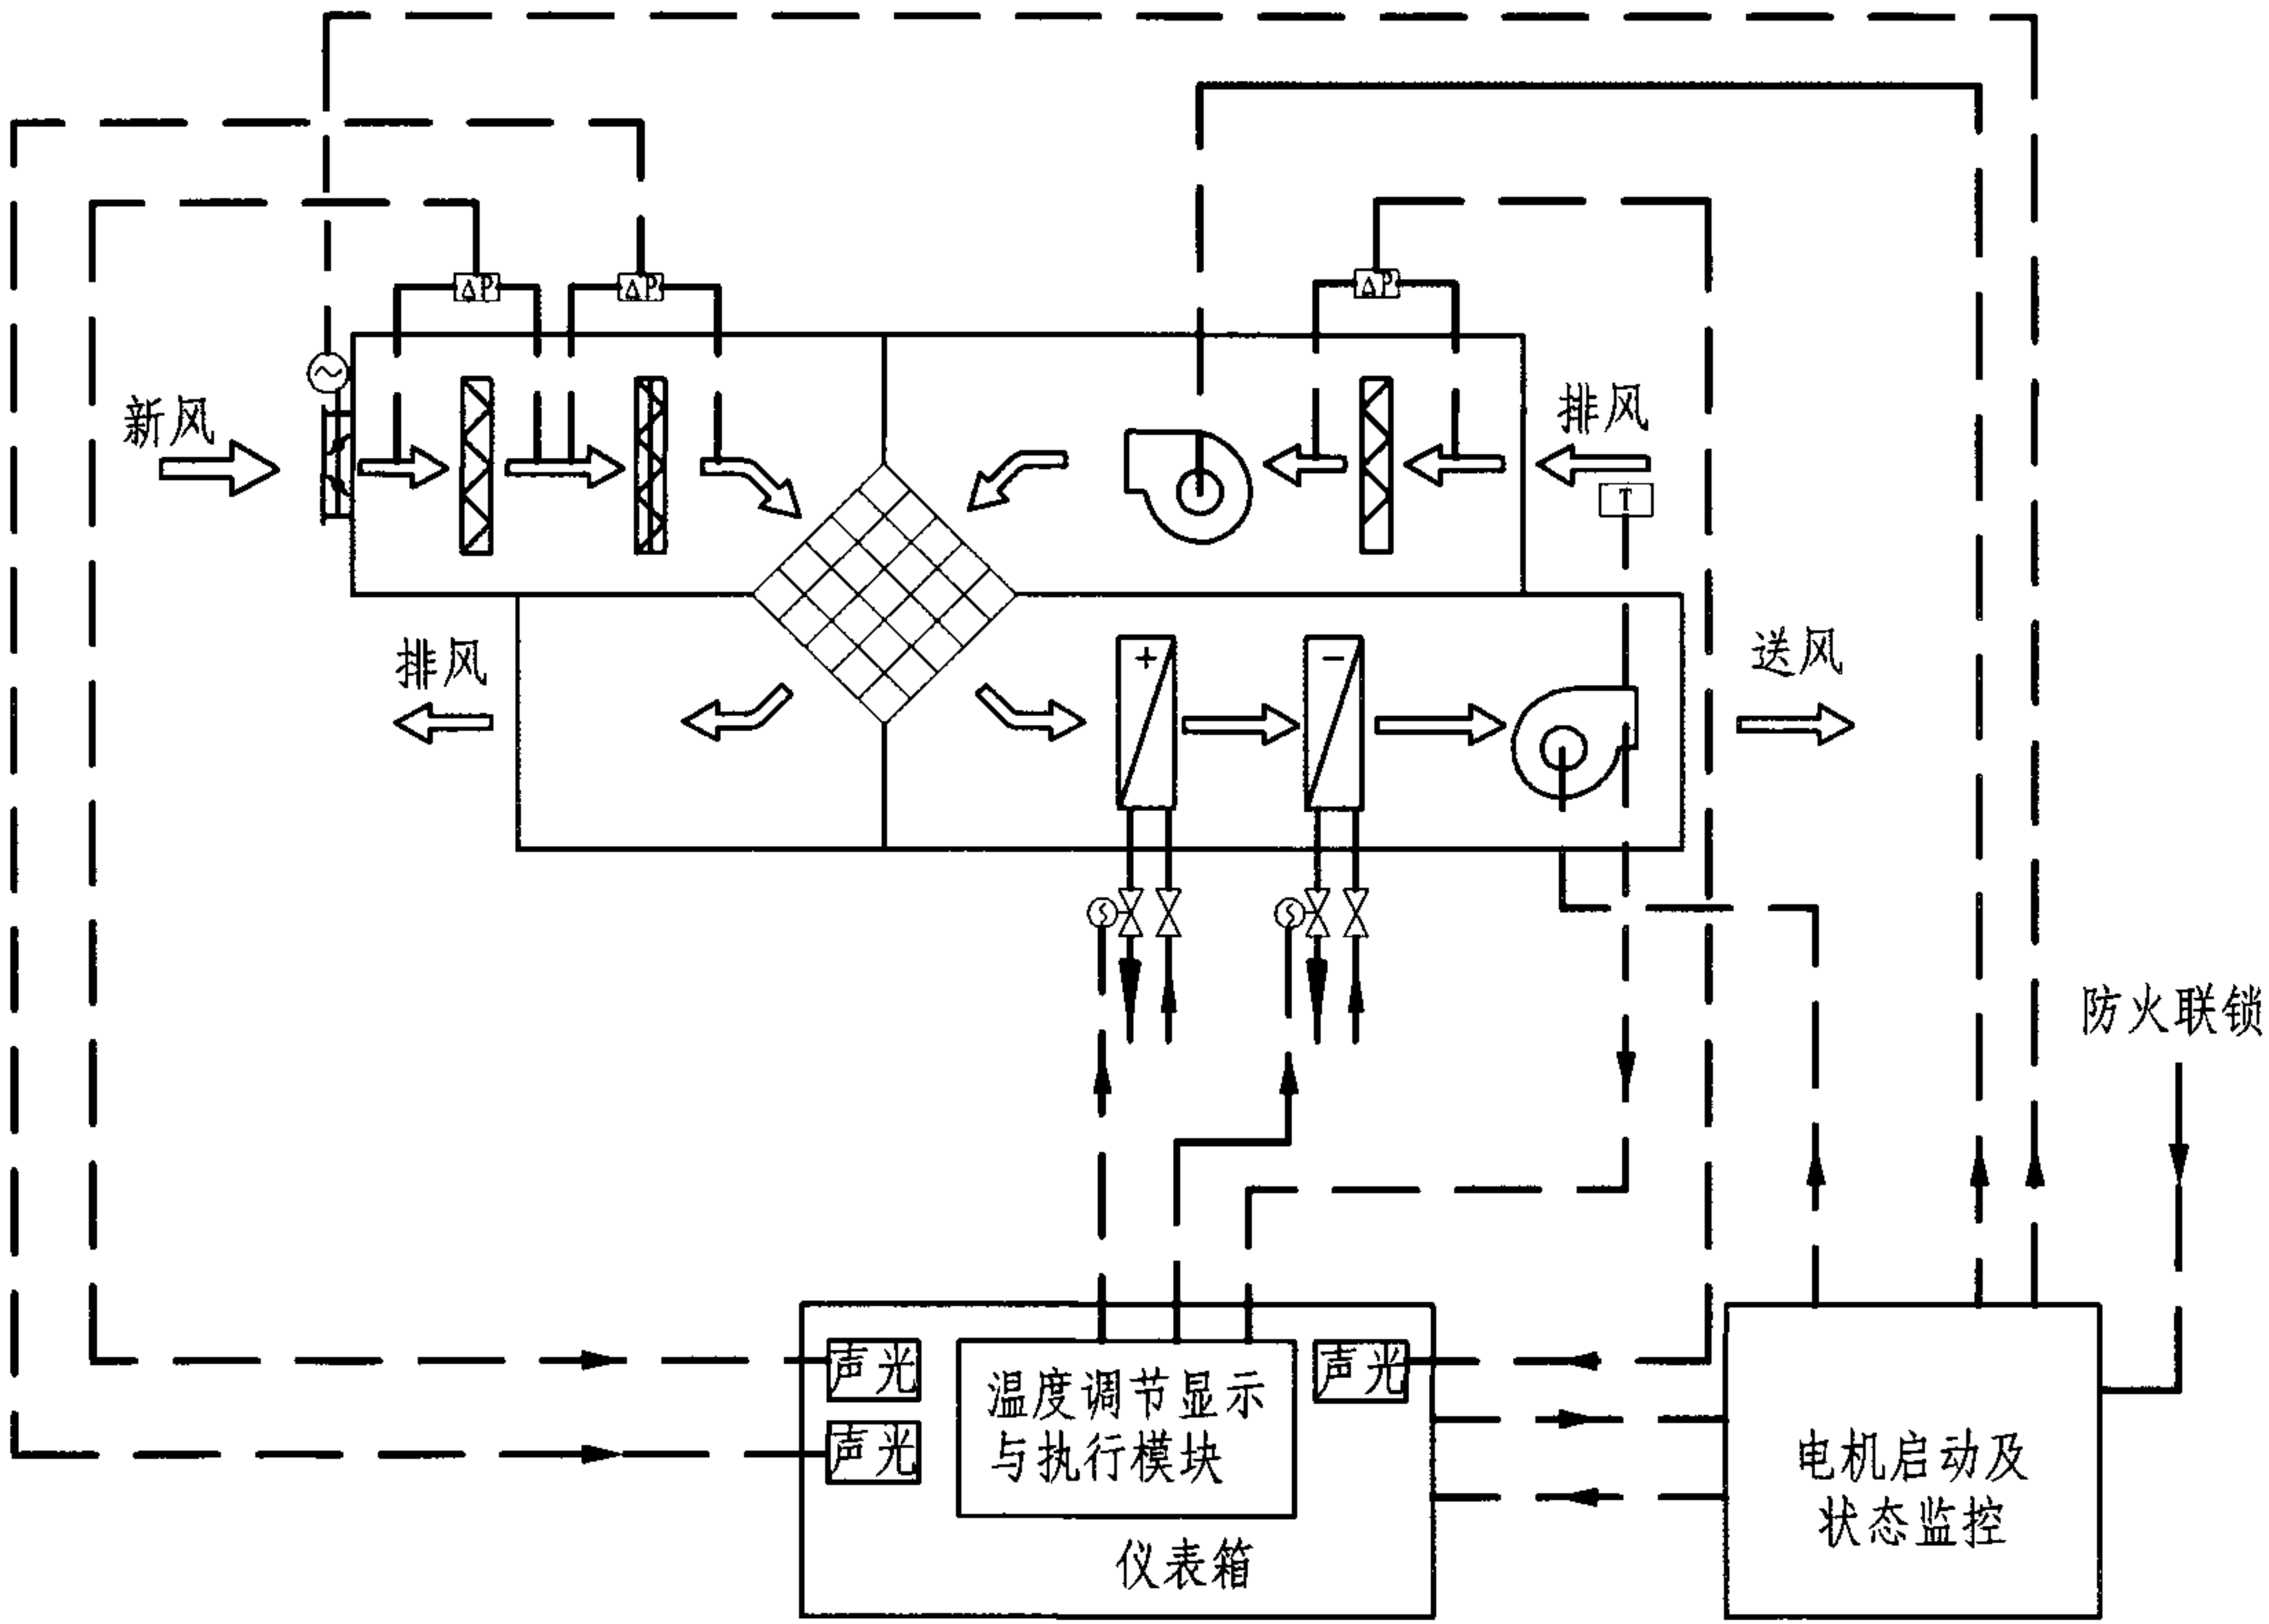 ΔP
ΔP
ΔP
新风
排风
T
+
−
排风
送风
S
S
防火联锁
声光
声光
温度调节显示
与执行模块
声光
仪表箱
电机启动及
状态监控